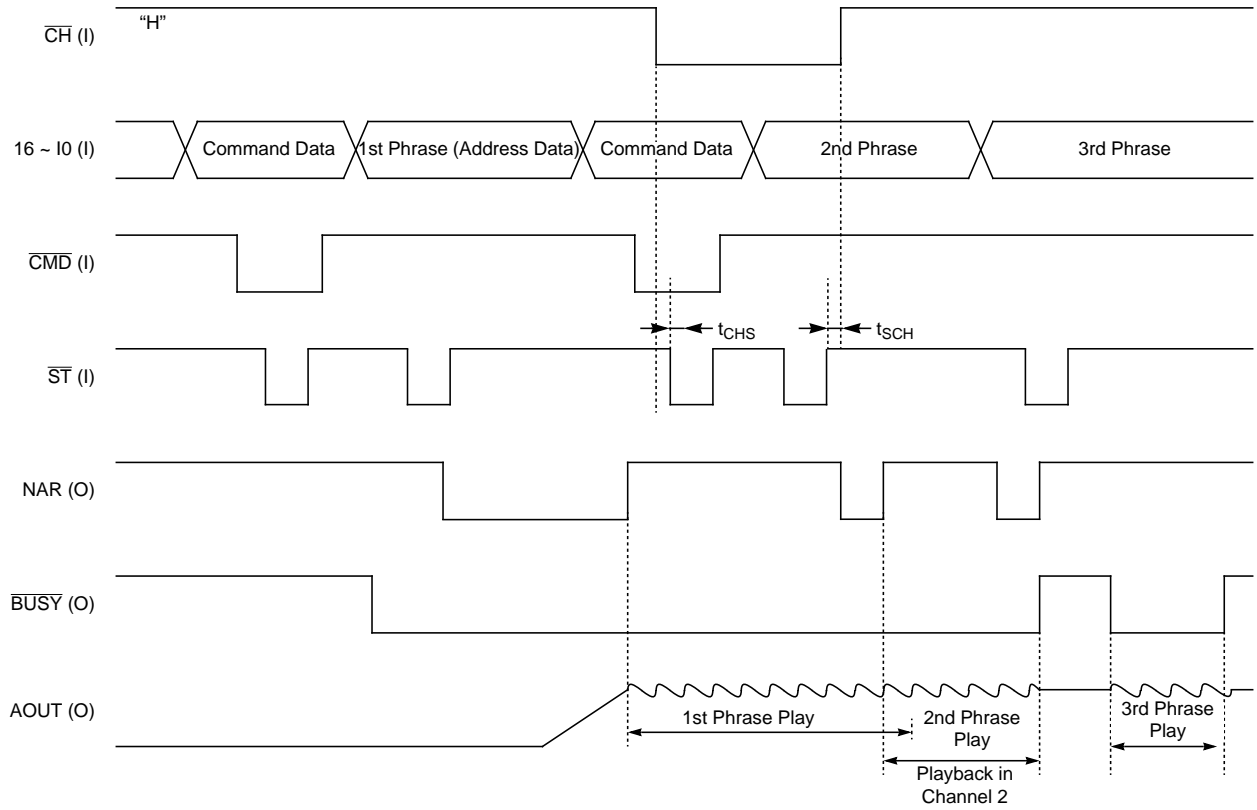 CH (I)
“H”
16 ~ I0 (I)
Command Data
1st Phrase (Address Data)
Command Data
2nd Phrase
3rd Phrase
CMD (I)
tCHS
tSCH
ST (I)
NAR (O)
BUSY (O)
AOUT (O)
1st Phrase Play
2nd Phrase
Play
3rd Phrase
Play
Playback in
Channel 2